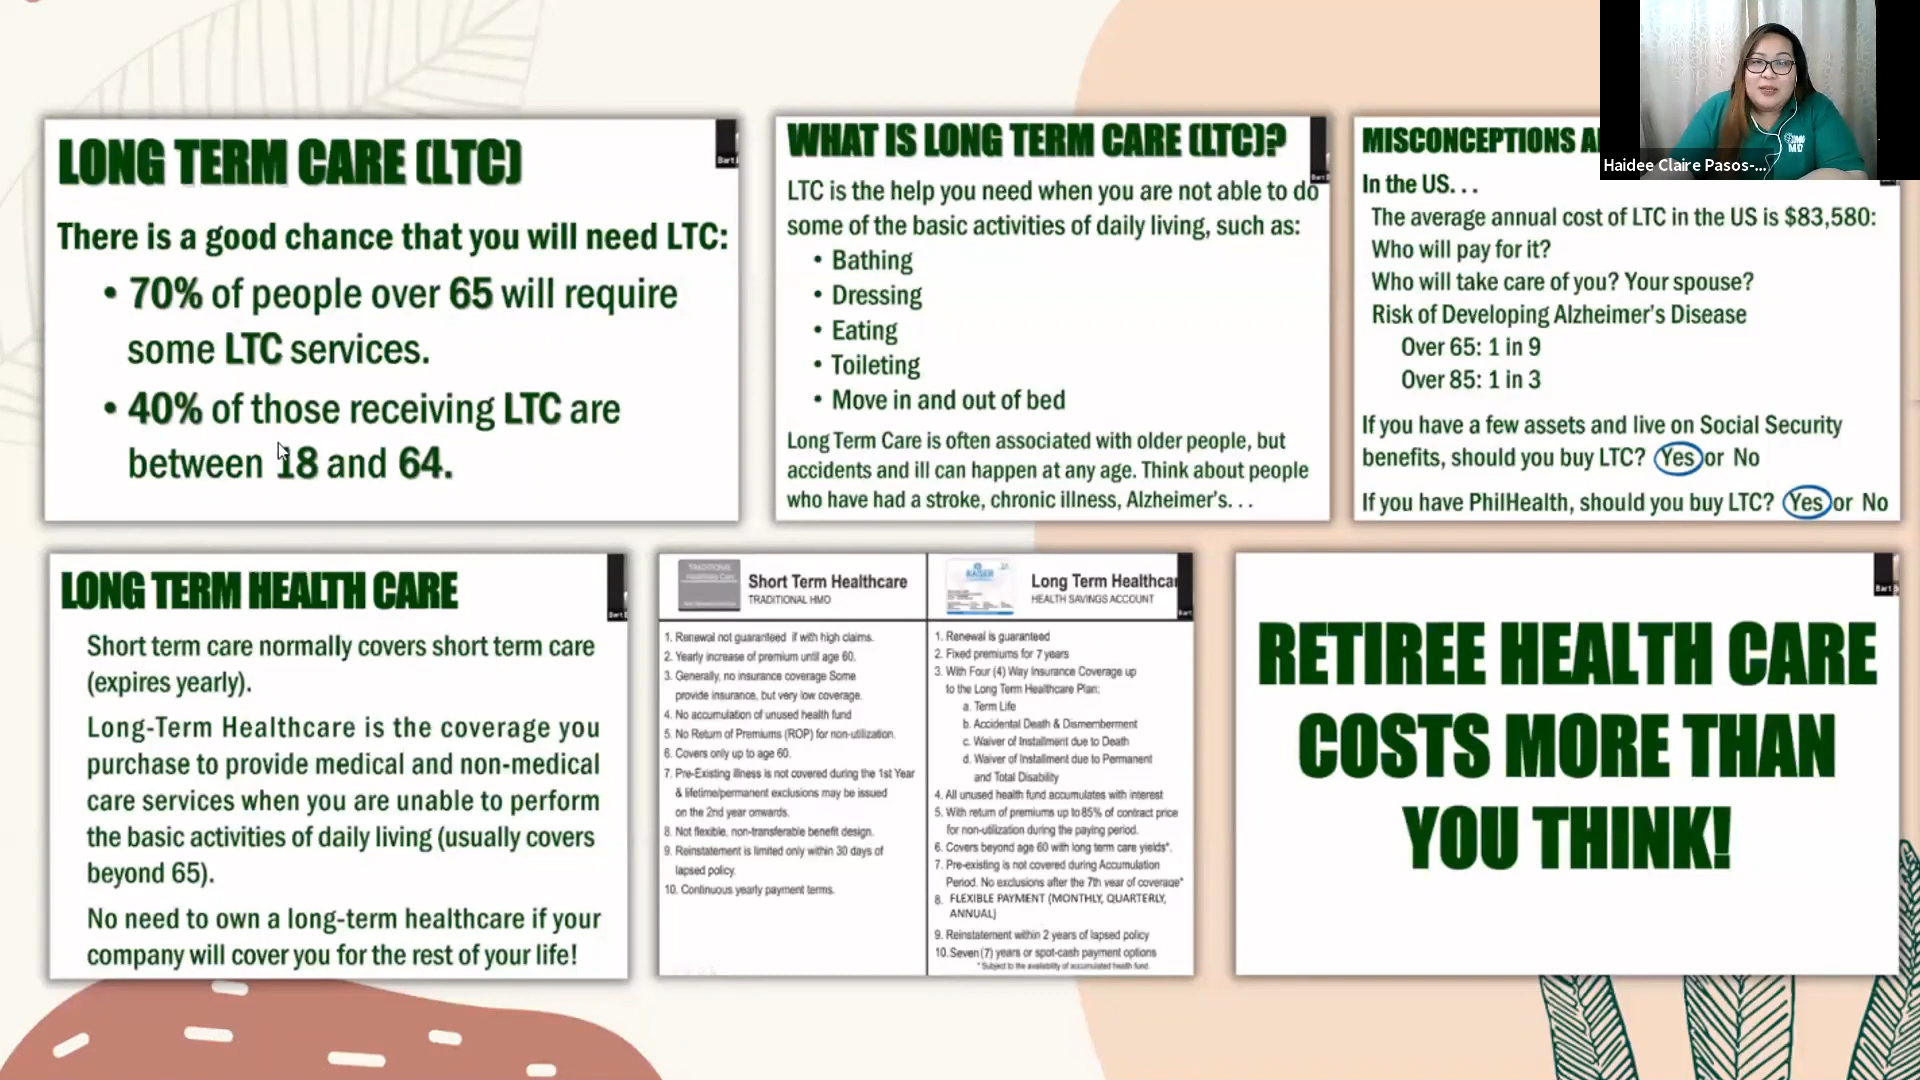 LONG TERM CARE (LTC)
There is a good chance that you will need LTC:
• 70% of people over 65 will require
some LTC services.
• 40% of those receiving LTC are
between 18 and 64.
WHAT IS LONG TERM CARE (LTC)?
LTC is the help you need when you are not able to do
some of the basic activities of daily living, such as:
• Bathing
• Dressing
• Eating
• Toileting
• Move in and out of bed
Long Term Care is often associated with older people, but
accidents and ill can happen at any age. Think about people
who have had a stroke, chronic illness, Alzheimer's. . .
MISCONCEPTIONS
In the US. . .
The average annual cost of LTC in the US is $83,580:
Who will pay for it?
Who will take care of you? Your spouse?
Risk of Developing Alzheimer's Disease
Over 65: 1 in 9
Over 85: 1 in 3
If you have a few assets and live on Social Security
benefits, should you buy LTC? Yes or No
If you have PhilHealth, should you buy LTC? Yes or No
Haidee Claire Pasos-...
LONG TERM HEALTH CARE
Short term care normally covers short term care
(expires yearly).
Long-Term Healthcare is the coverage you
purchase to provide medical and non-medical
care services when you are unable to perform
the basic activities of daily living (usually covers
beyond 65).
No need to own a long-term healthcare if your
company will cover you for the rest of your life!
Short Term Healthcare
TRADITIONAL HMO
1. Renewal not guaranteed if with high claims.
2. Yearly increase of premium until age 60.
3. Generally, no insurance coverage Some
provide insurance, but very low coverage.
4. No accumulation of unused health fund
5. No Return of Premiums (ROP) for non-utilization.
6. Covers only up to age 60.
7. Pre-Existing illness is not covered during the 1st Year
& lifetime/permanent exclusions may be issued
on the 2nd year onwards.
8. Not flexible, non-transferable benefit design.
9. Reinstatement is limited only within 30 days of
lapsed policy.
10. Continuous yearly payment terms.
KAISER
Long Term Healthcar
HEALTH SAVINGS ACCOUNT
1. Renewal is guaranteed
2. Fixed premiums for 7 years
3. With Four (4) Way Insurance Coverage up
to the Long Term Healthcare Plan:
a. Term Life
b. Accidental Death & Dismemberment
c. Waiver of Installment due to Death
d. Waiver of Installment due to Permanent
and Total Disability
4. All unused health fund accumulates with interest
5. With return of premiums up to 85% of contract price
for non-utilization during the paying period.
6. Covers beyond age 60 with long term care yields*.
7. Pre-existing is not covered during Accumulation
Period. No exclusions after the 7th year of coverage*
8. FLEXIBLE PAYMENT (MONTHLY, QUARTERLY,
ANNUAL)
9. Reinstatement within 2 years of lapsed policy
10. Seven (7) years or spot-cash payment options
* Subject to the availability of accumulated health fund.
RETIREE HEALTH CARE
COSTS MORE THAN
YOU THINK!